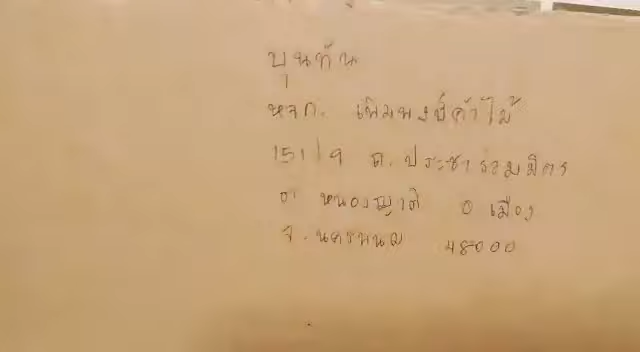 บุนทัน
หจก. เพิ่มพงษ์ค้าไม้
151/9 ถ. ประชาร่วมมิตร
ต. หนองญาติ อ เมือง
จ. นครพนม 48000